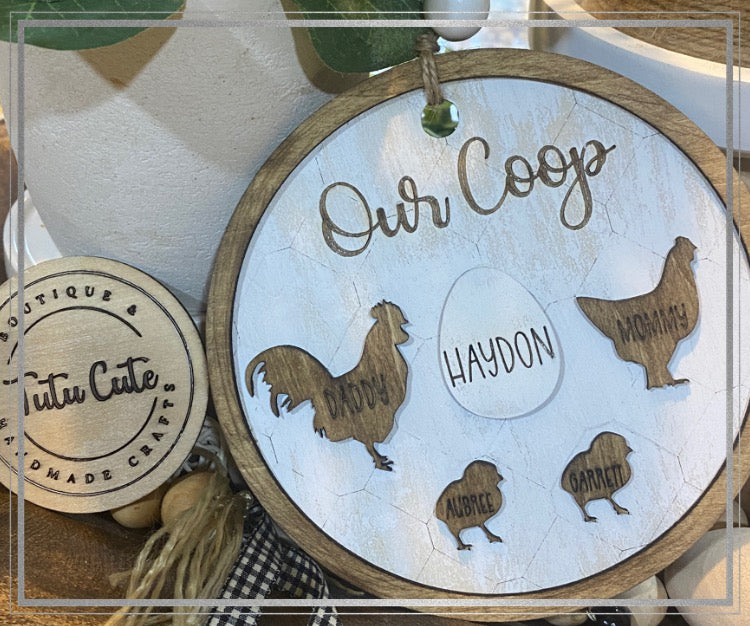 Our Coop
DADDY
HAYDON
MOMMY
AUBREE
GARRETT
BOUTIQUE &
Tutu Cute
HANDMADE CRAFTS